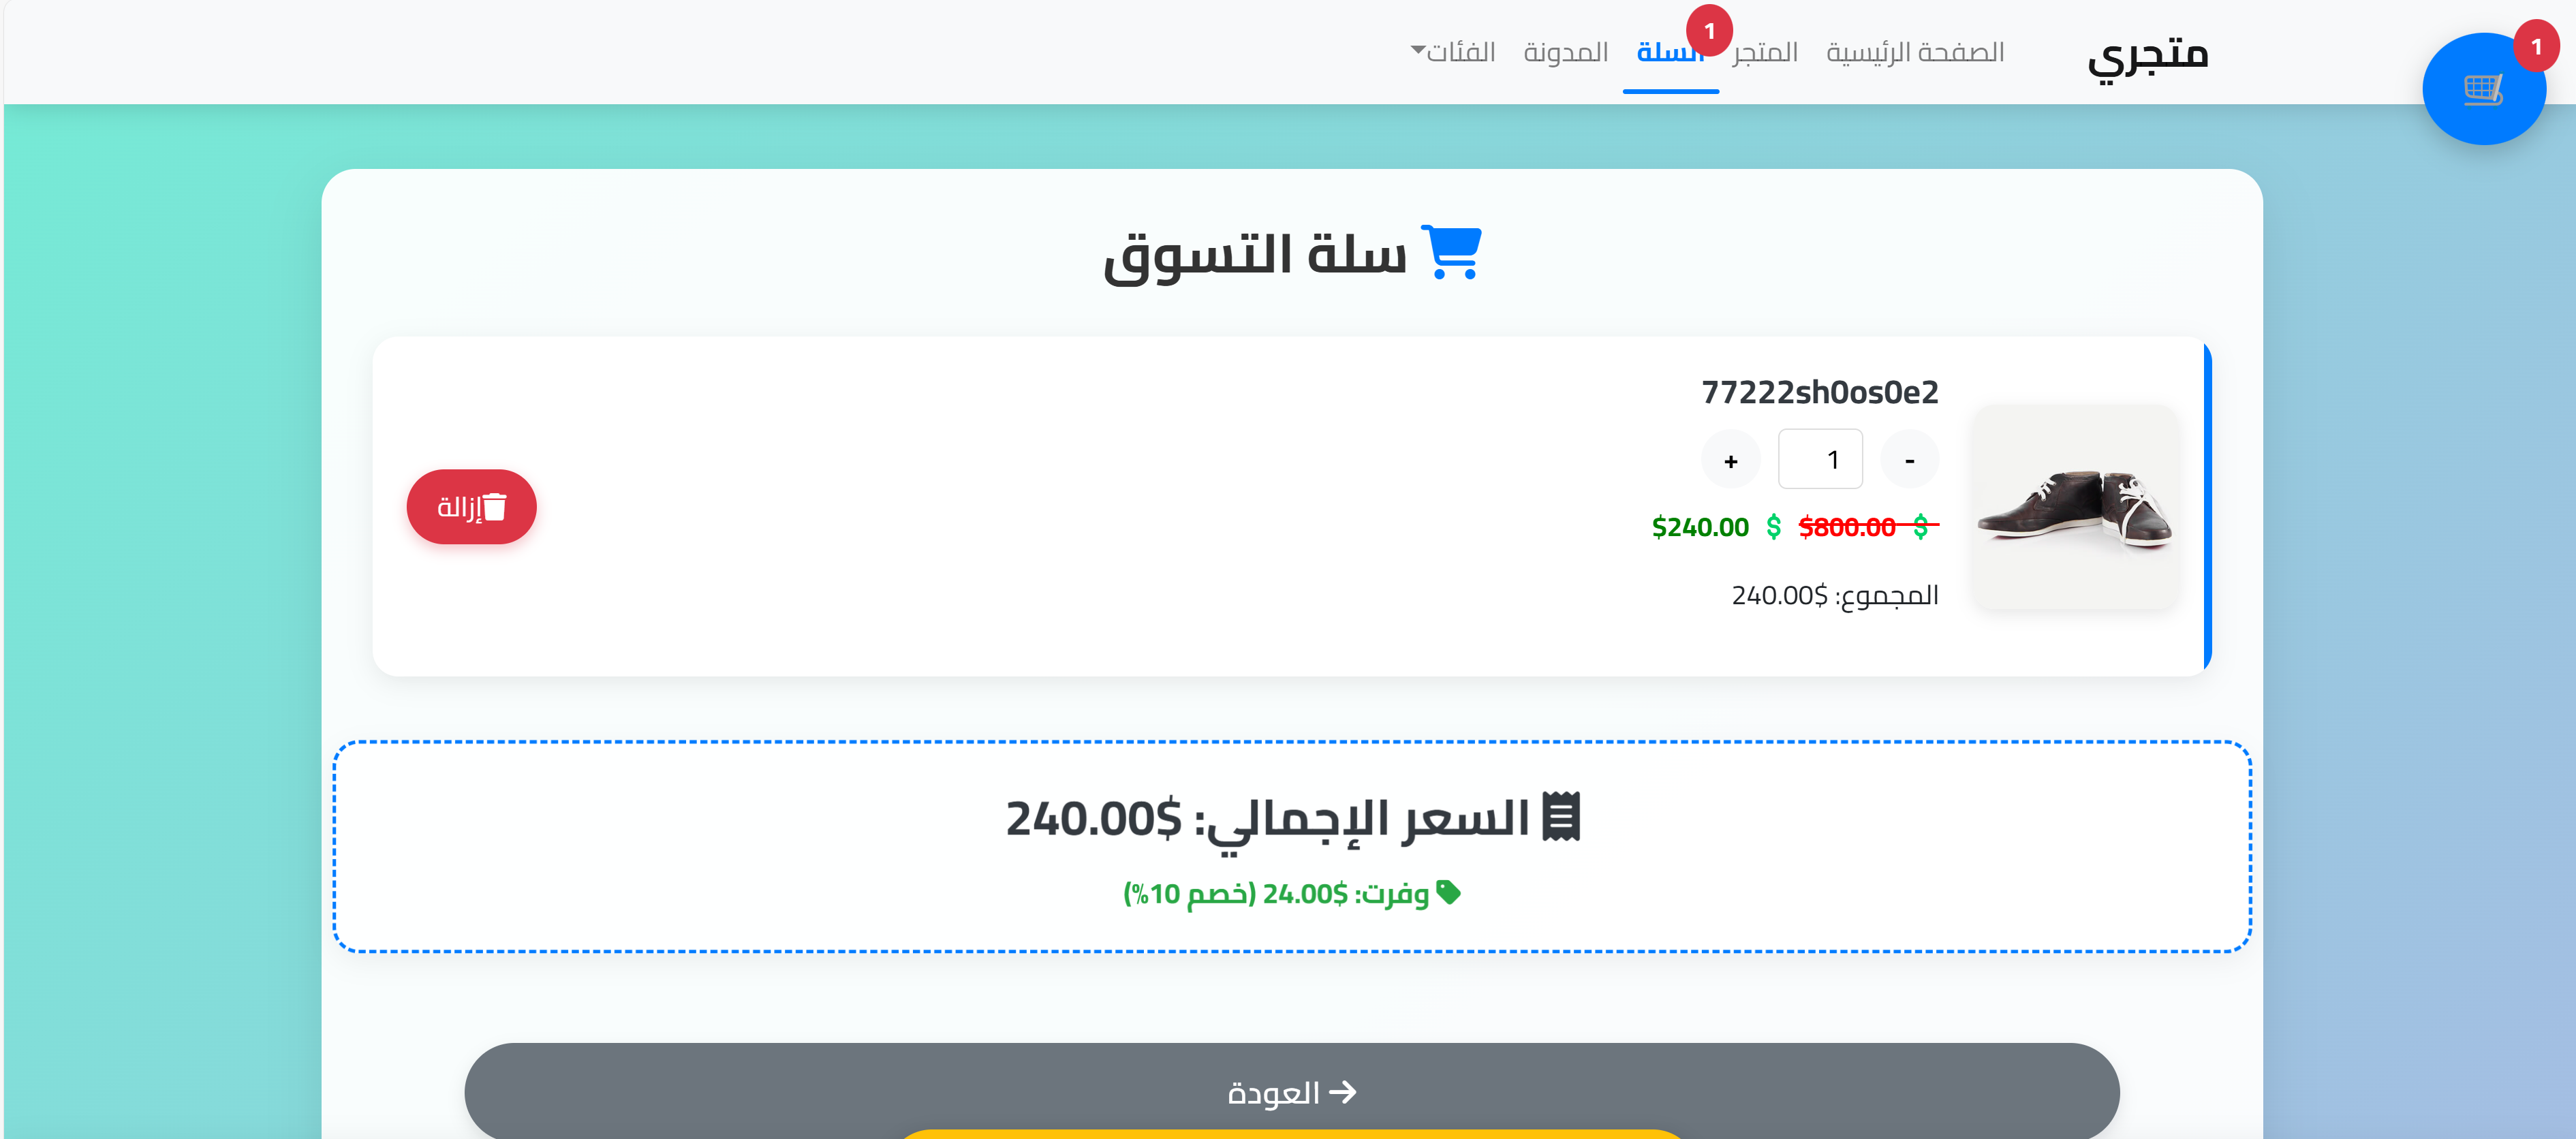 متجري
الصفحة الرئيسية
المتجر
السلة 1
المدونة
الفئات
1
سلة التسوق
77222sh0os0e2
- 1 +
$ $800.00 $ $240.00
المجموع: $240.00
إزالة
السعر الإجمالي: $240.00
وفرت: $24.00 (خصم 10%)
العودة